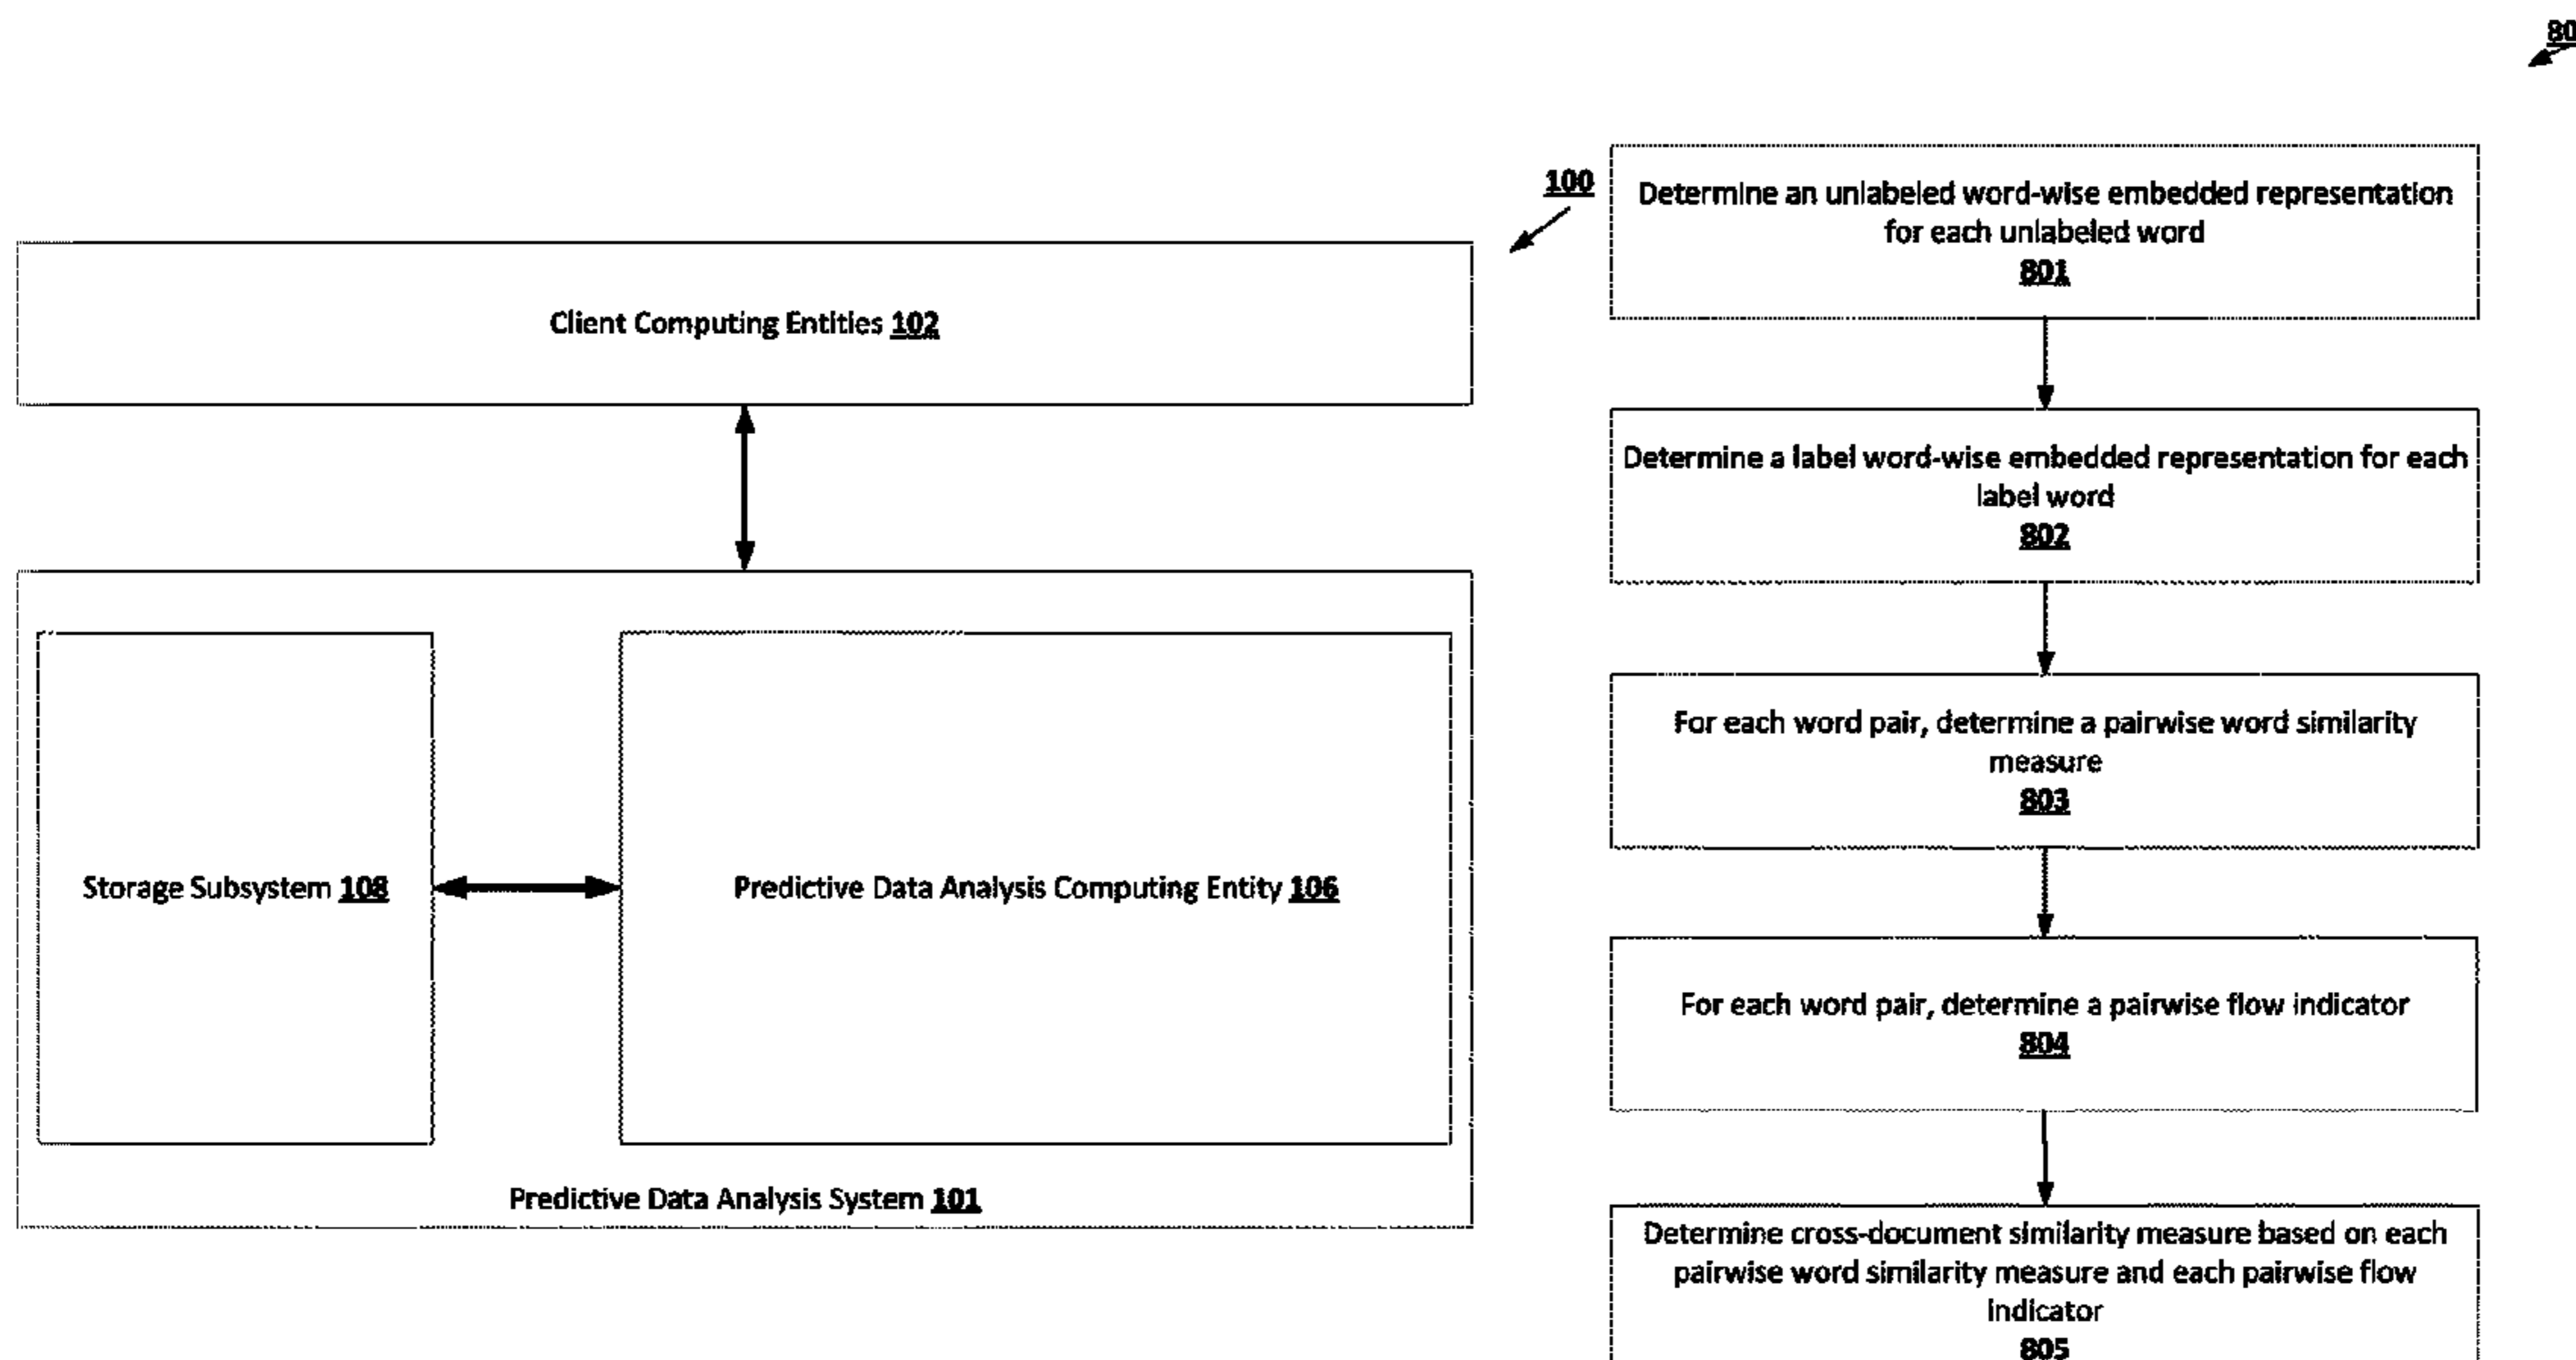 100
Client Computing Entities 102
Storage Subsystem 108
Predictive Data Analysis Computing Entity 106
Predictive Data Analysis System 101
80
Determine an unlabeled word-wise embedded representation
for each unlabeled word
801
Determine a label word-wise embedded representation for each
label word
802
For each word pair, determine a pairwise word similarity
measure
803
For each word pair, determine a pairwise flow indicator
804
Determine cross-document similarity measure based on each
pairwise word similarity measure and each pairwise flow
indicator
805